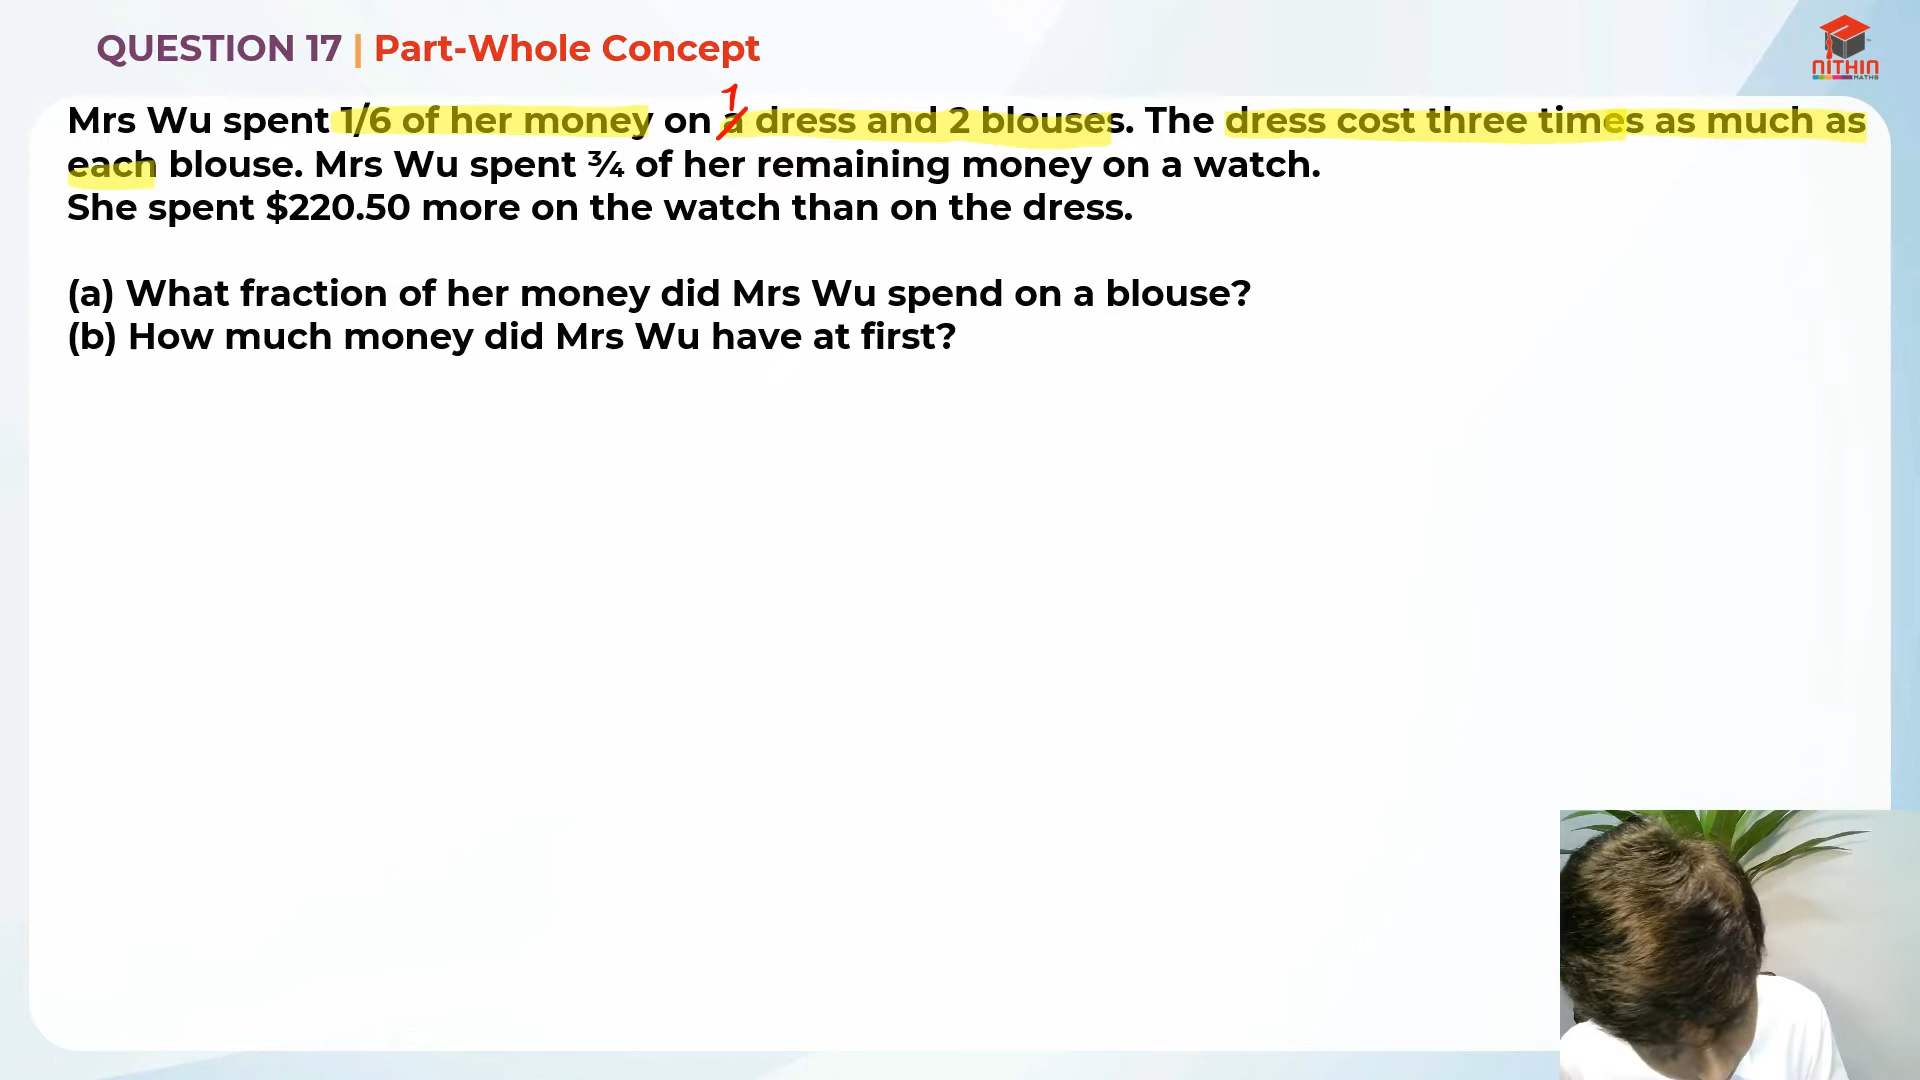 QUESTION 17 | Part-Whole Concept
NITHIN
MATHS
1
Mrs Wu spent 1/6 of her money on a dress and 2 blouses. The dress cost three times as much as
each blouse. Mrs Wu spent ¾ of her remaining money on a watch.
She spent $220.50 more on the watch than on the dress.
(a) What fraction of her money did Mrs Wu spend on a blouse?
(b) How much money did Mrs Wu have at first?